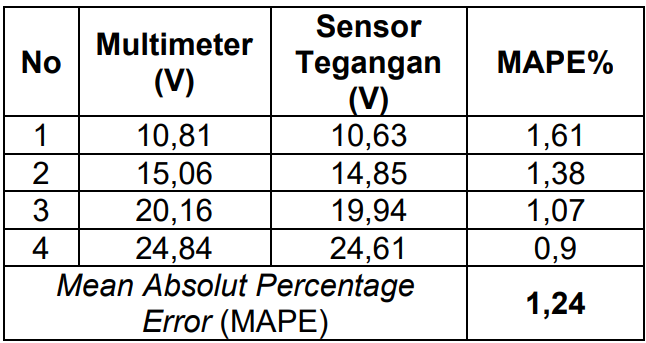 No Multimeter (V) Sensor Tegangan (V) MAPE%
1 10,81 10,63 1,61
2 15,06 14,85 1,38
3 20,16 19,94 1,07
4 24,84 24,61 0,9
Mean Absolut Percentage
Error (MAPE) 1,24